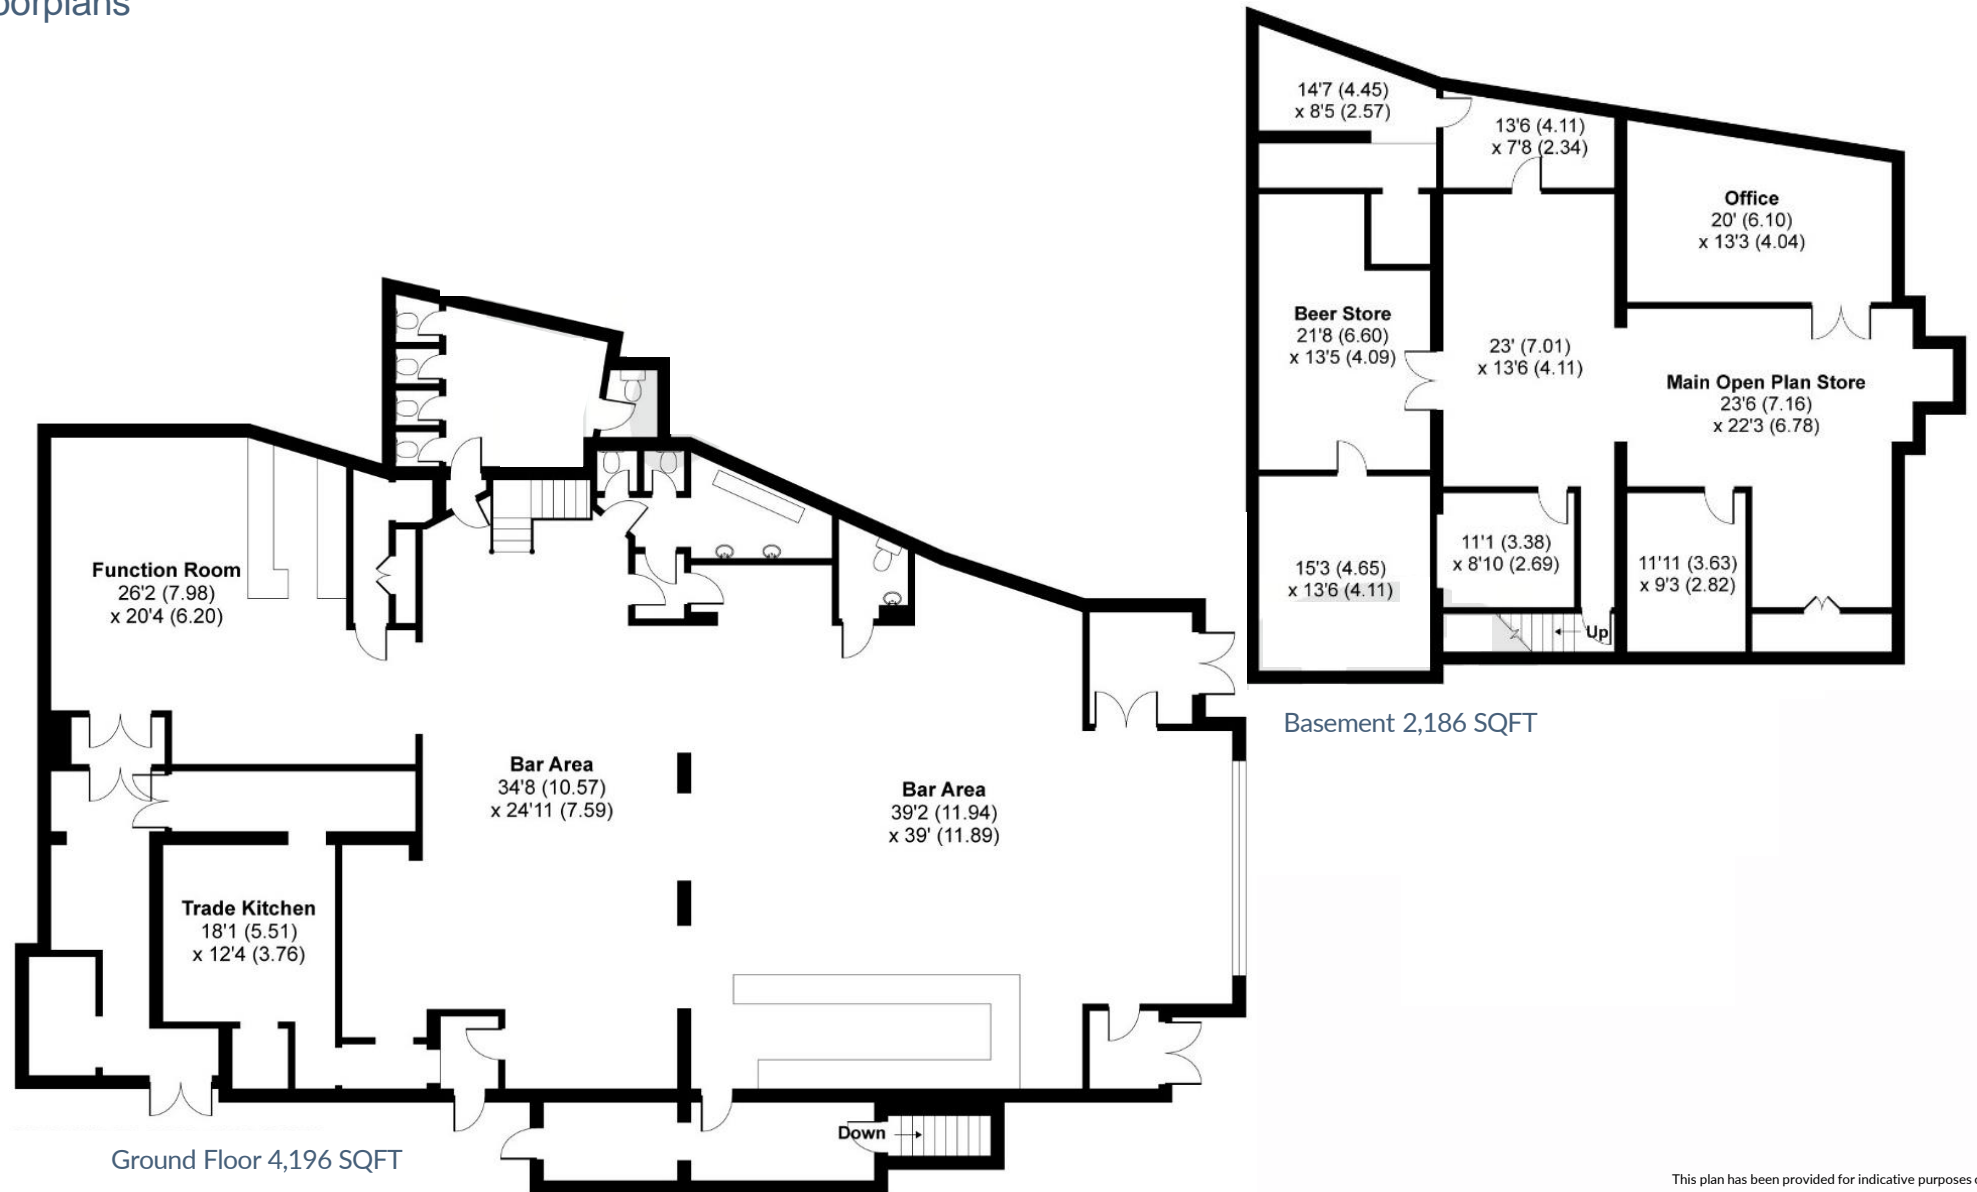 14'7 (4.45)
x 8'5 (2.57)
13'6 (4.11)
x 7'8 (2.34)
Office
20' (6.10)
x 13'3 (4.04)
Beer Store
21'8 (6.60)
x 13'5 (4.09)
23' (7.01)
x 13'6 (4.11)
Main Open Plan Store
23'6 (7.16)
x 22'3 (6.78)
15'3 (4.65)
x 13'6 (4.11)
11'1 (3.38)
x 8'10 (2.69)
11'11 (3.63)
x 9'3 (2.82)
Up
Basement 2,186 SQFT
Function Room
26'2 (7.98)
x 20'4 (6.20)
Bar Area
34'8 (10.57)
x 24'11 (7.59)
Bar Area
39'2 (11.94)
x 39' (11.89)
Trade Kitchen
18'1 (5.51)
x 12'4 (3.76)
Down
Ground Floor 4,196 SQFT
This plan has been provided for indicative purposes